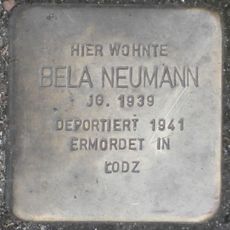 HIER WOHNTE
BELA NEUMANN
JG. 1939
DEPORTIERT 1941
ERMORDET IN
ŁODZ